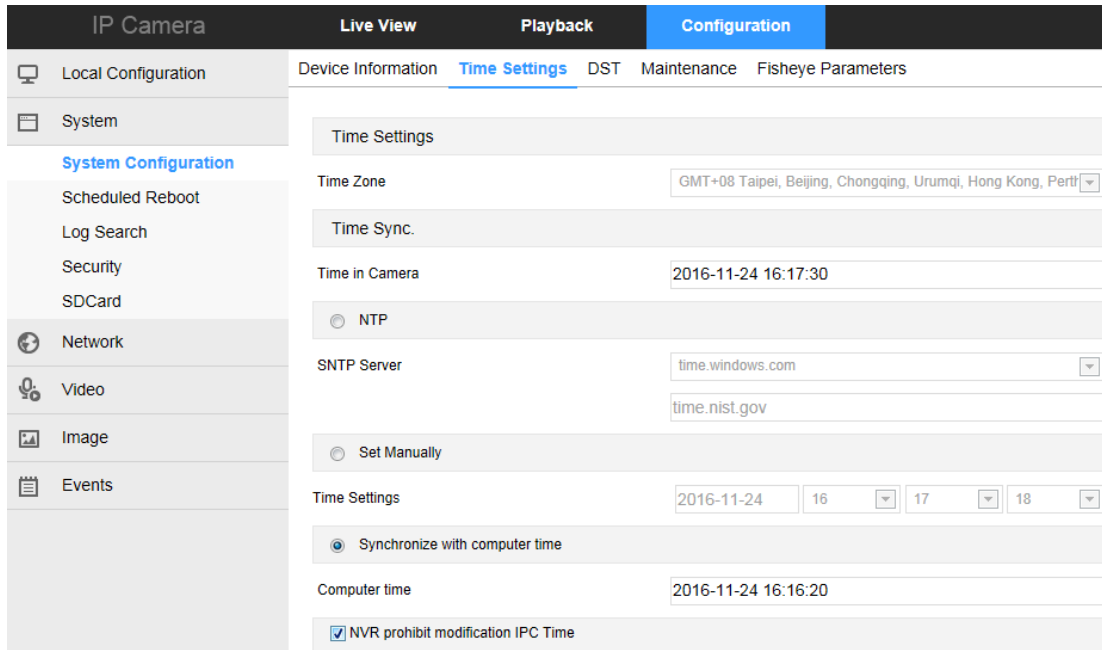 IP Camera Live View Playback Configuration
Local Configuration
Device Information Time Settings DST Maintenance Fisheye Parameters
System
System Configuration
Scheduled Reboot
Log Search
Security
SDCard
Network
Video
Image
Events
Time Settings
Time Zone GMT+08 Taipei, Beijing, Chongqing, Urumqi, Hong Kong, Perth
Time Sync.
Time in Camera 2016-11-24 16:17:30
NTP
SNTP Server time.windows.com
time.nist.gov
Set Manually
Time Settings 2016-11-24 16 17 18
Synchronize with computer time
Computer time 2016-11-24 16:16:20
NVR prohibit modification IPC Time